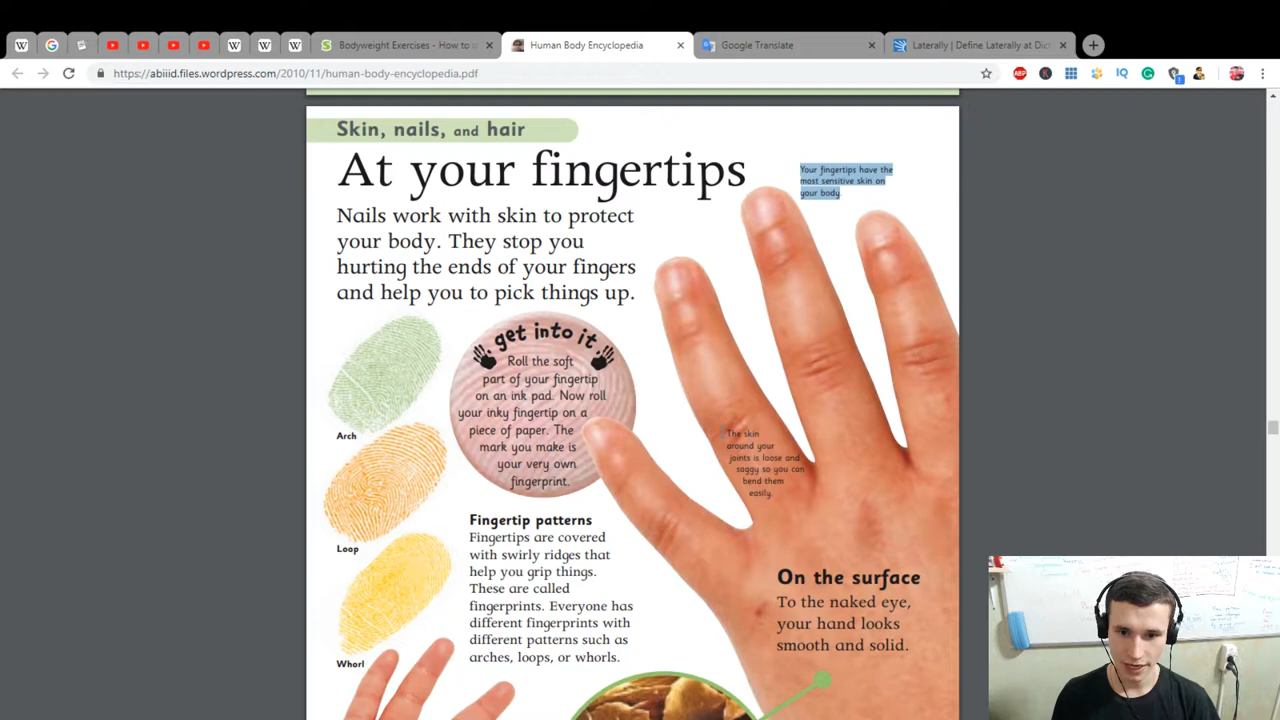 Bodyweight Exercises - How to
Human Body Encyclopedia
Google Translate
Laterally | Define Laterally at Dict
https://abiiid.files.wordpress.com/2010/11/human-body-encyclopedia.pdf
Skin, nails, and hair
At your fingertips
Your fingertips have the
most sensitive skin on
your body.
Nails work with skin to protect
your body. They stop you
hurting the ends of your fingers
and help you to pick things up.
get into it
Roll the soft
part of your fingertip
on an ink pad. Now roll
your inky fingertip on a
piece of paper. The
mark you make is
your very own
fingerprint.
Arch
Loop
Whorl
The skin
around your
joints is loose and
saggy so you can
bend them
easily.
Fingertip patterns
Fingertips are covered
with swirly ridges that
help you grip things.
These are called
fingerprints. Everyone has
different fingerprints with
different patterns such as
arches, loops, or whorls.
On the surface
To the naked eye,
your hand looks
smooth and solid.